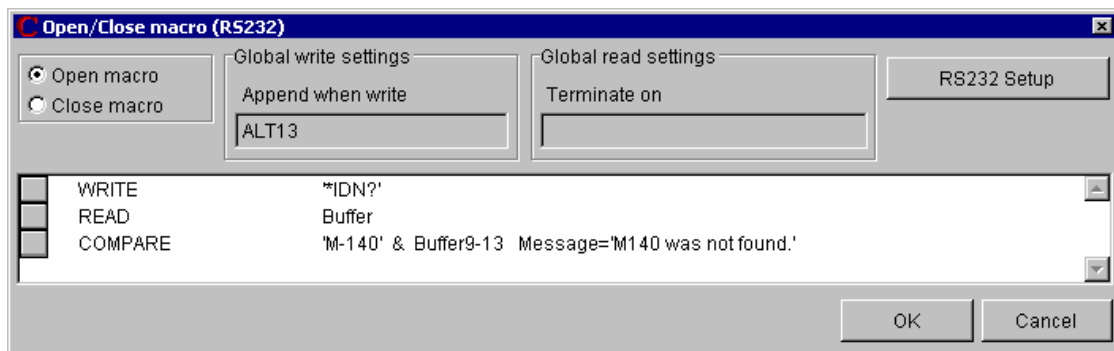 Open/Close macro (RS232)
Open macro
Close macro
Global write settings
Append when write
ALT13
Global read settings
Terminate on
RS232 Setup
WRITE '*IDN?'
READ Buffer
COMPARE 'M-140' & Buffer9-13 Message='M140 was not found.'
OK Cancel